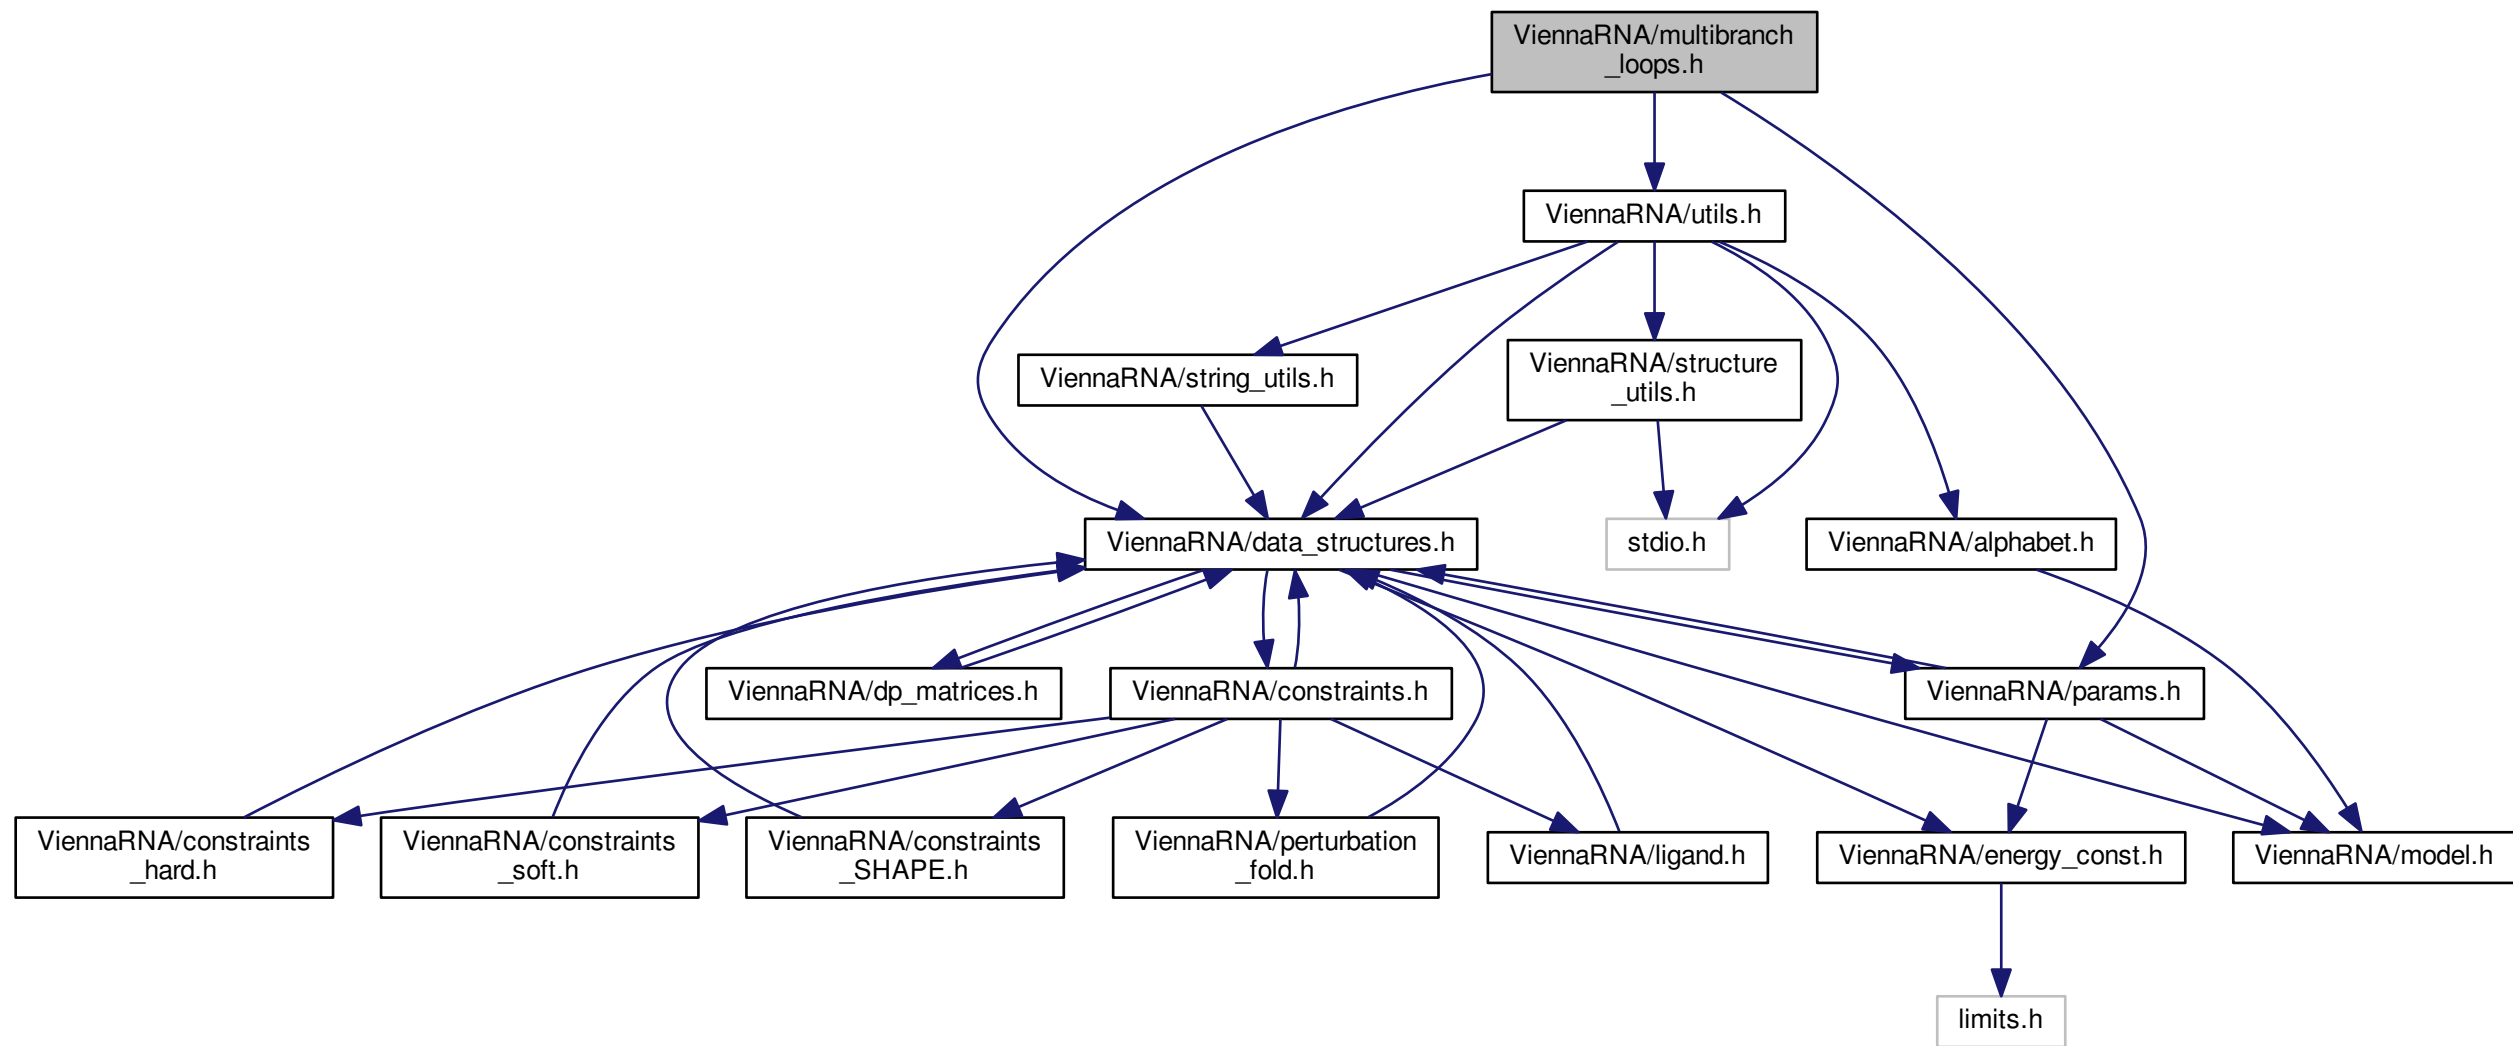 ViennaRNA/multibranch
_loops.h
ViennaRNA/utils.h
ViennaRNA/string_utils.h
ViennaRNA/structure
_utils.h
ViennaRNA/data_structures.h
stdio.h
ViennaRNA/alphabet.h
ViennaRNA/dp_matrices.h
ViennaRNA/constraints.h
ViennaRNA/params.h
ViennaRNA/constraints
_hard.h
ViennaRNA/constraints
_soft.h
ViennaRNA/constraints
_SHAPE.h
ViennaRNA/perturbation
_fold.h
ViennaRNA/ligand.h
ViennaRNA/energy_const.h
ViennaRNA/model.h
limits.h